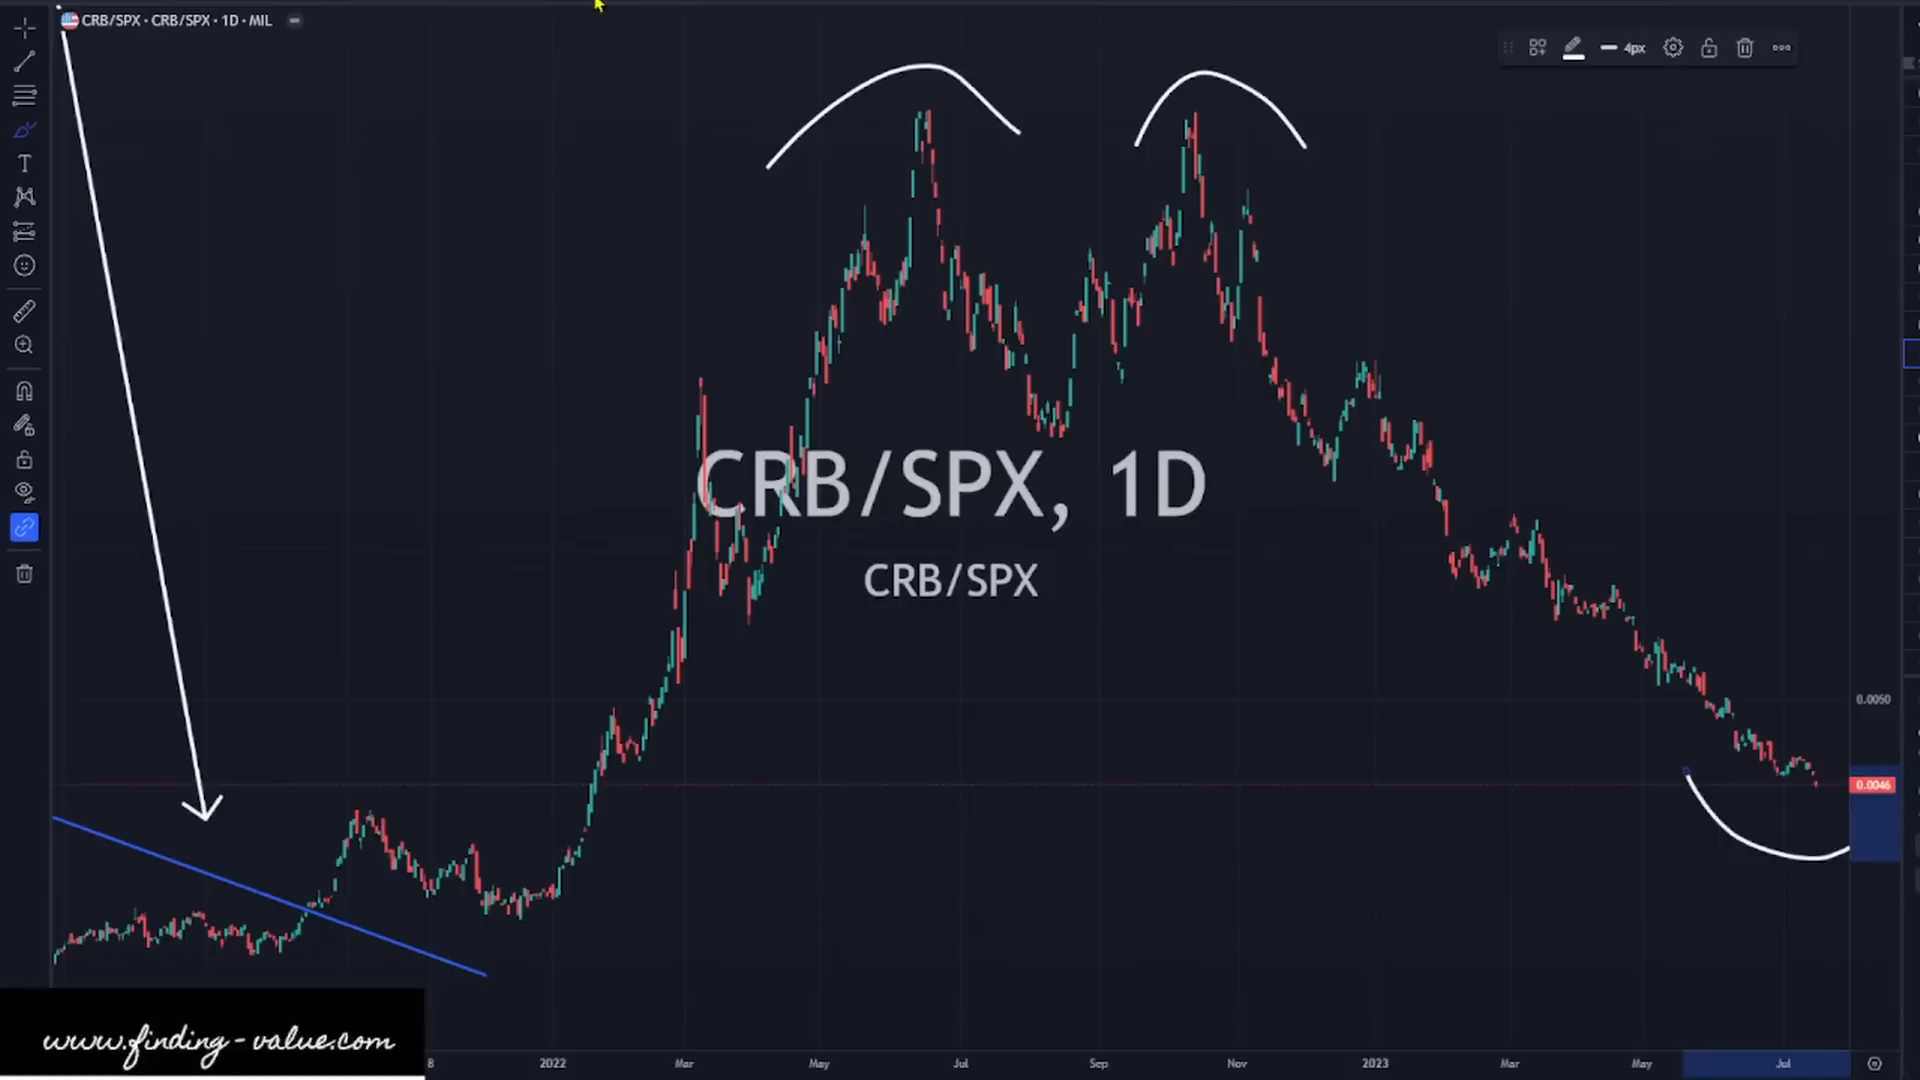 CRB/SPX · CRB/SPX · 1D · MIL
4px
CRB/SPX, 1D
CRB/SPX
0.0050
0.0046
www.finding-value.com
8 2022 Mar May Jul Sep Nov 2023 Mar May Jul